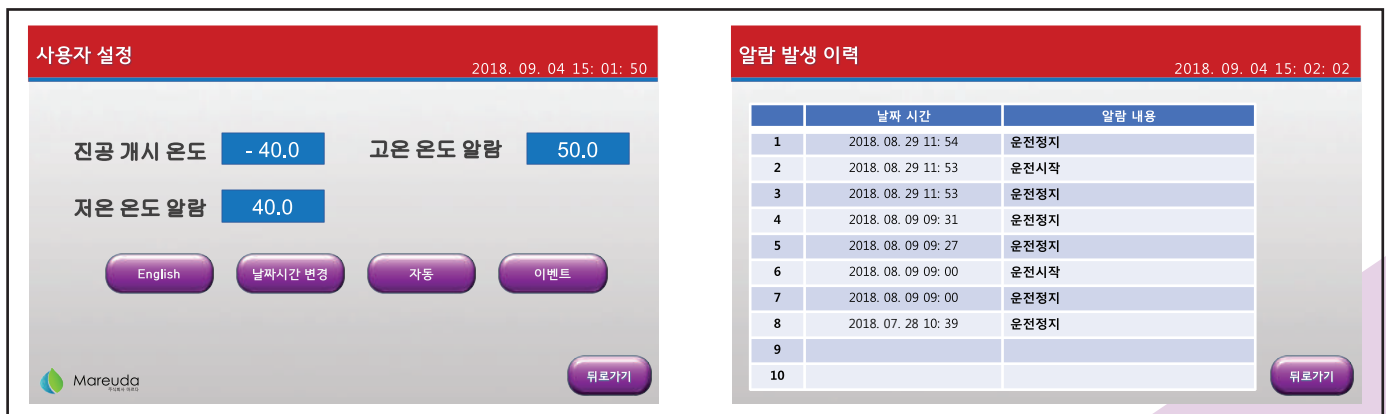 사용자 설정
2018. 09. 04 15: 01: 50
진공 개시 온도 - 40.0 고온 온도 알람 50.0
저온 온도 알람 40.0
English 날짜시간 변경 자동 이벤트
Mareuda
뒤로가기
알람 발생 이력
2018. 09. 04 15: 02: 02
날짜 시간 알람 내용
1 2018. 08. 29 11: 54 운전정지
2 2018. 08. 29 11: 53 운전시작
3 2018. 08. 29 11: 53 운전정지
4 2018. 08. 09 09: 31 운전정지
5 2018. 08. 09 09: 27 운전정지
6 2018. 08. 09 09: 00 운전시작
7 2018. 08. 09 09: 00 운전정지
8 2018. 07. 28 10: 39 운전정지
9
10
뒤로가기